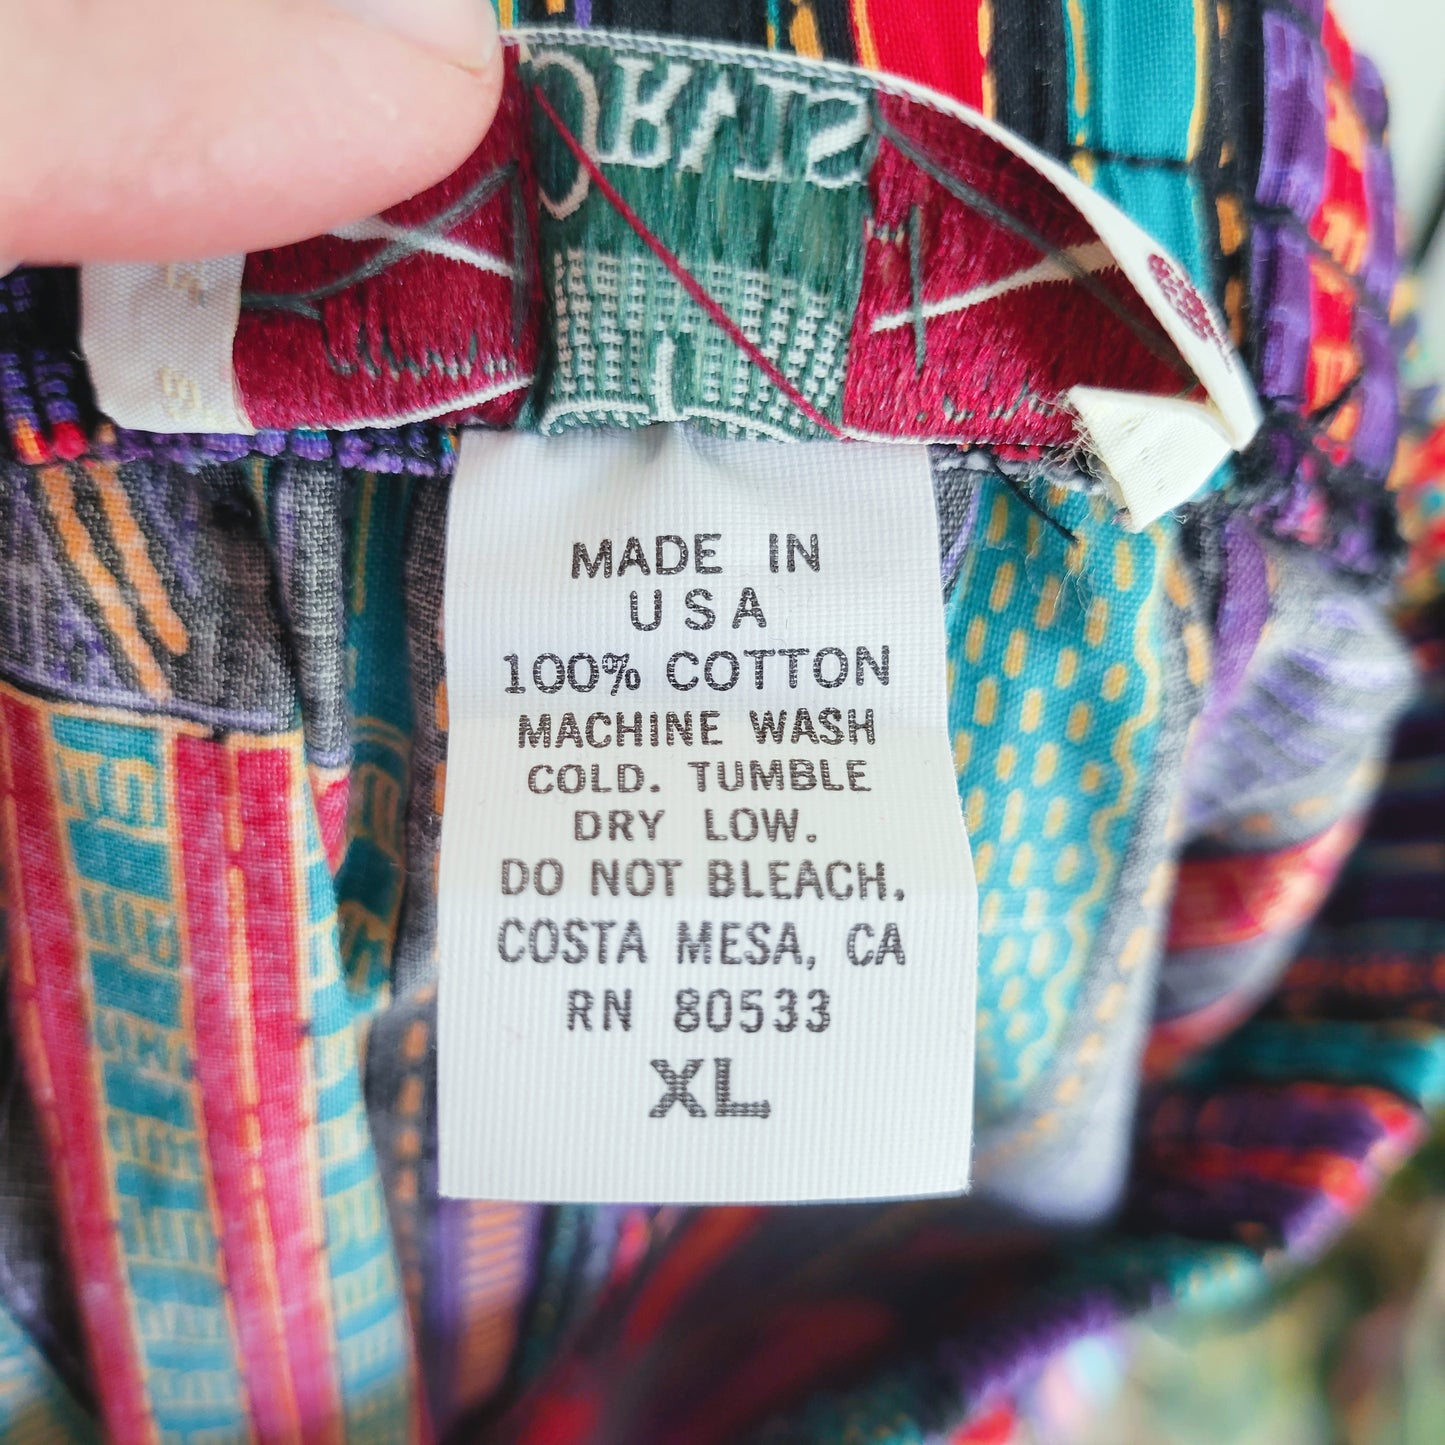 MADE IN
USA
100% COTTON
MACHINE WASH
COLD. TUMBLE
DRY LOW.
DO NOT BLEACH.
COSTA MESA, CA
RN 80533
XL